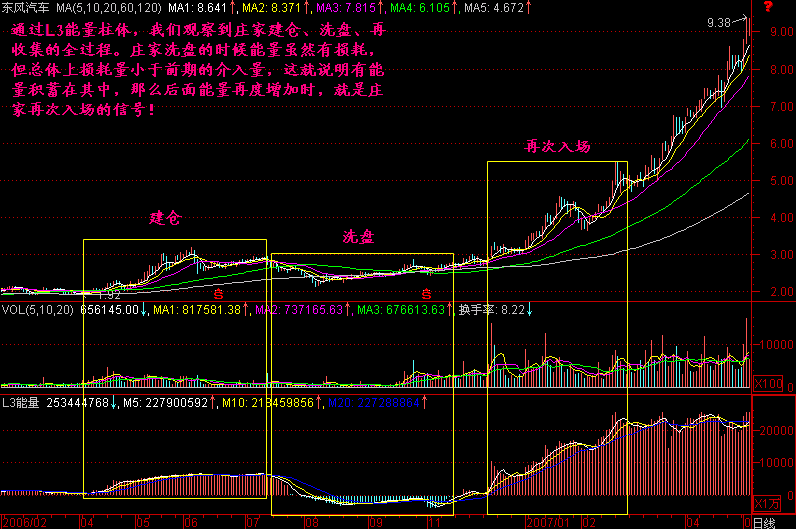 东风汽车 MA(5,10,20,60,120) MA1: 8.641↑, MA2: 8.371↑, MA3: 7.815↑, MA4: 6.105↑, MA5: 4.672↑
通过L3能量柱体，我们观察到庄家建仓、洗盘、再
收集的全过程。庄家洗盘的时候能量虽然有损耗，
但总体上损耗量小于前期的介入量，这就说明有能
量积蓄在其中，那么后面能量再度增加时，就是庄
家再次入场的信号！
9.38
9.00
8.00
7.00
6.00
5.00
4.00
3.00
2.00
再次入场
建仓
洗盘
1.92
VOL(5,10,20) 656145.00↓, MA1: 817581.38↑, MA2: 737165.63↑, MA3: 676613.63↑, 换手率: 8.22↓
10000
X100
L3能量 253444768↓, M5: 227900592↑, M10: 213459856↑, M20: 227389864↑
20000
10000
0
X1万
2006/02 04 05 06 07 08 09 11 2007/01 02 04 日线